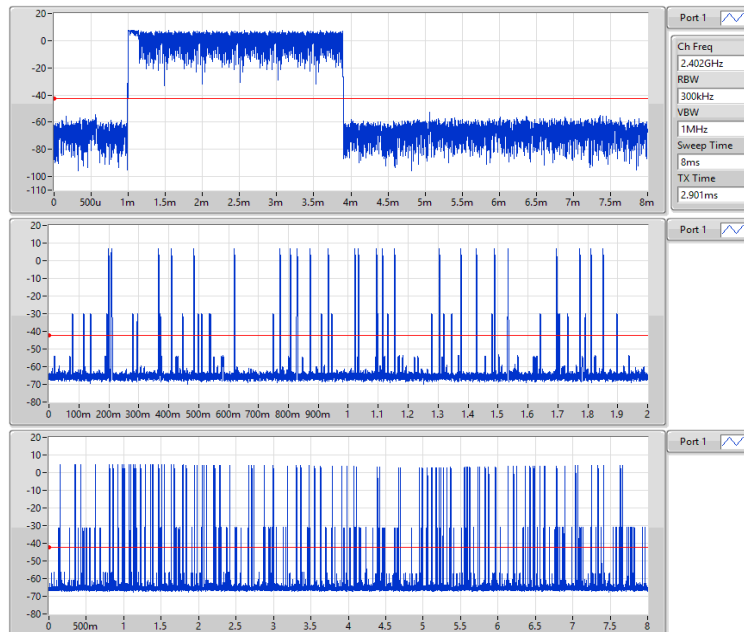 Port 1
20
0
-20
-40
-60
-80
-100
-110
0 500u 1m 1.5m 2m 2.5m 3m 3.5m 4m 4.5m 5m 5.5m 6m 6.5m 7m 7.5m 8m
Ch Freq
2.402GHz
RBW
300kHz
VBW
1MHz
Sweep Time
8ms
TX Time
2.901ms
Port 1
20
10
0
-10
-20
-30
-40
-50
-60
-70
-80
0 100m 200m 300m 400m 500m 600m 700m 800m 900m 1 1.1 1.2 1.3 1.4 1.5 1.6 1.7 1.8 1.9 2
Port 1
20
10
0
-10
-20
-30
-40
-50
-60
-70
-80
0 500m 1 1.5 2 2.5 3 3.5 4 4.5 5 5.5 6 6.5 7 7.5 8